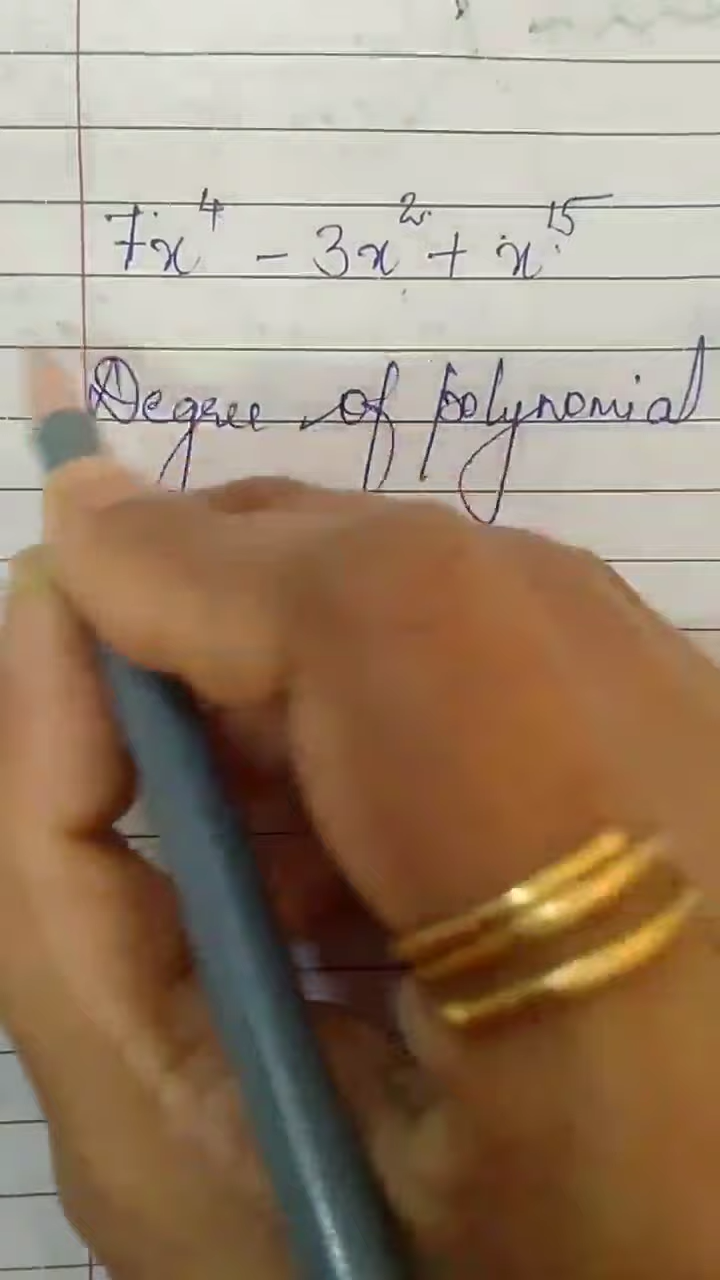 7x⁴ - 3x² + x¹⁵
Degree of polynomial